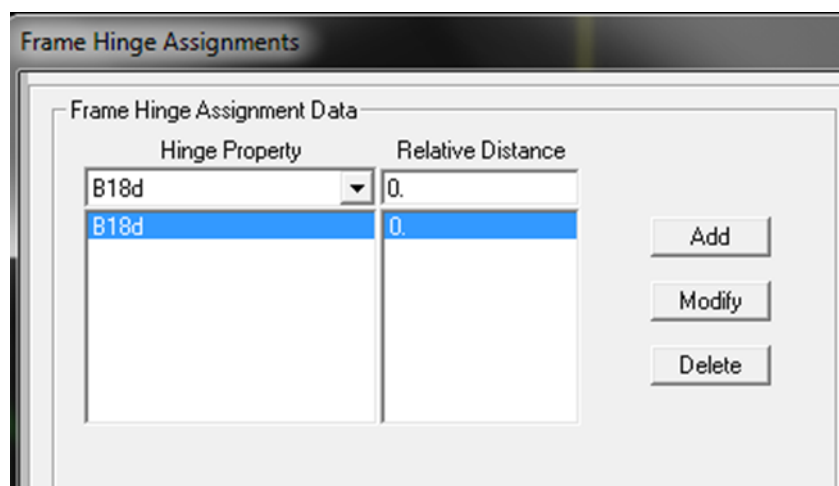 Frame Hinge Assignments
Frame Hinge Assignment Data
Hinge Property Relative Distance
B18d 0.
B18d 0.
Add
Modify
Delete